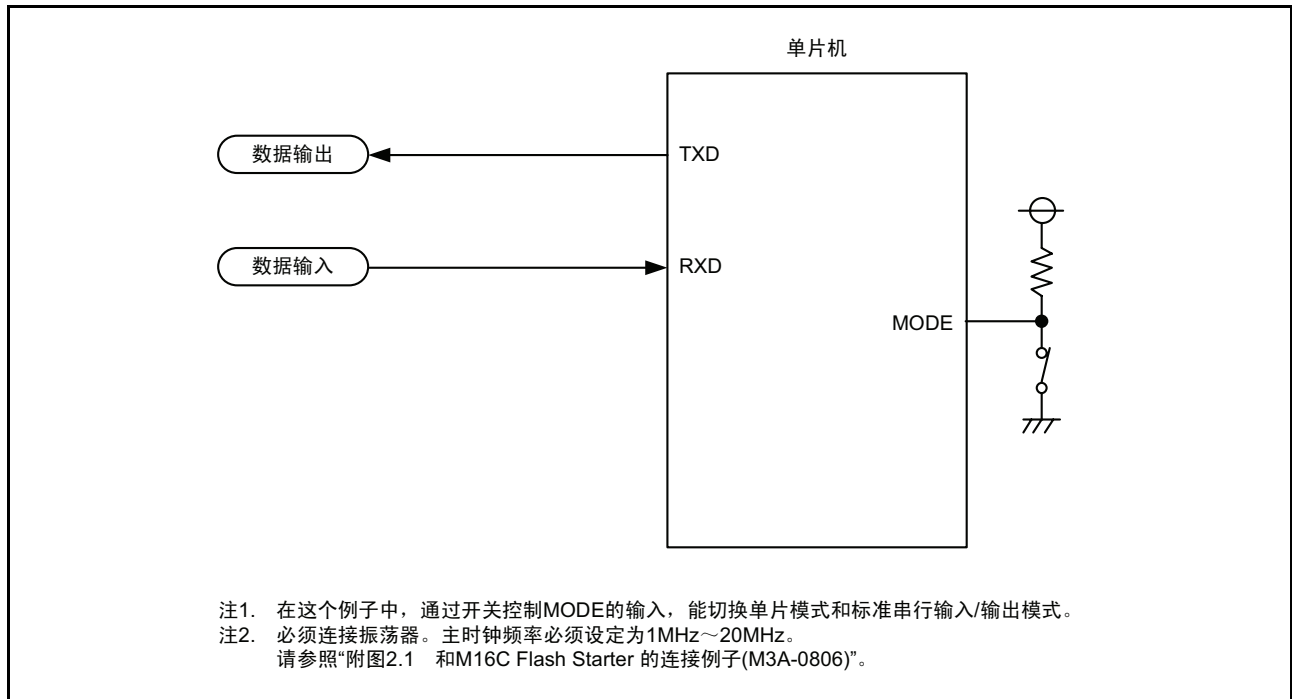 单片机
数据输出
TXD
数据输入
RXD
MODE
注1. 在这个例子中，通过开关控制MODE的输入，能切换单片模式和标准串行输入/输出模式。
注2. 必须连接振荡器。主时钟频率必须设定为1MHz～20MHz。
请参照“附图2.1 和M16C Flash Starter 的连接例子(M3A-0806)”。